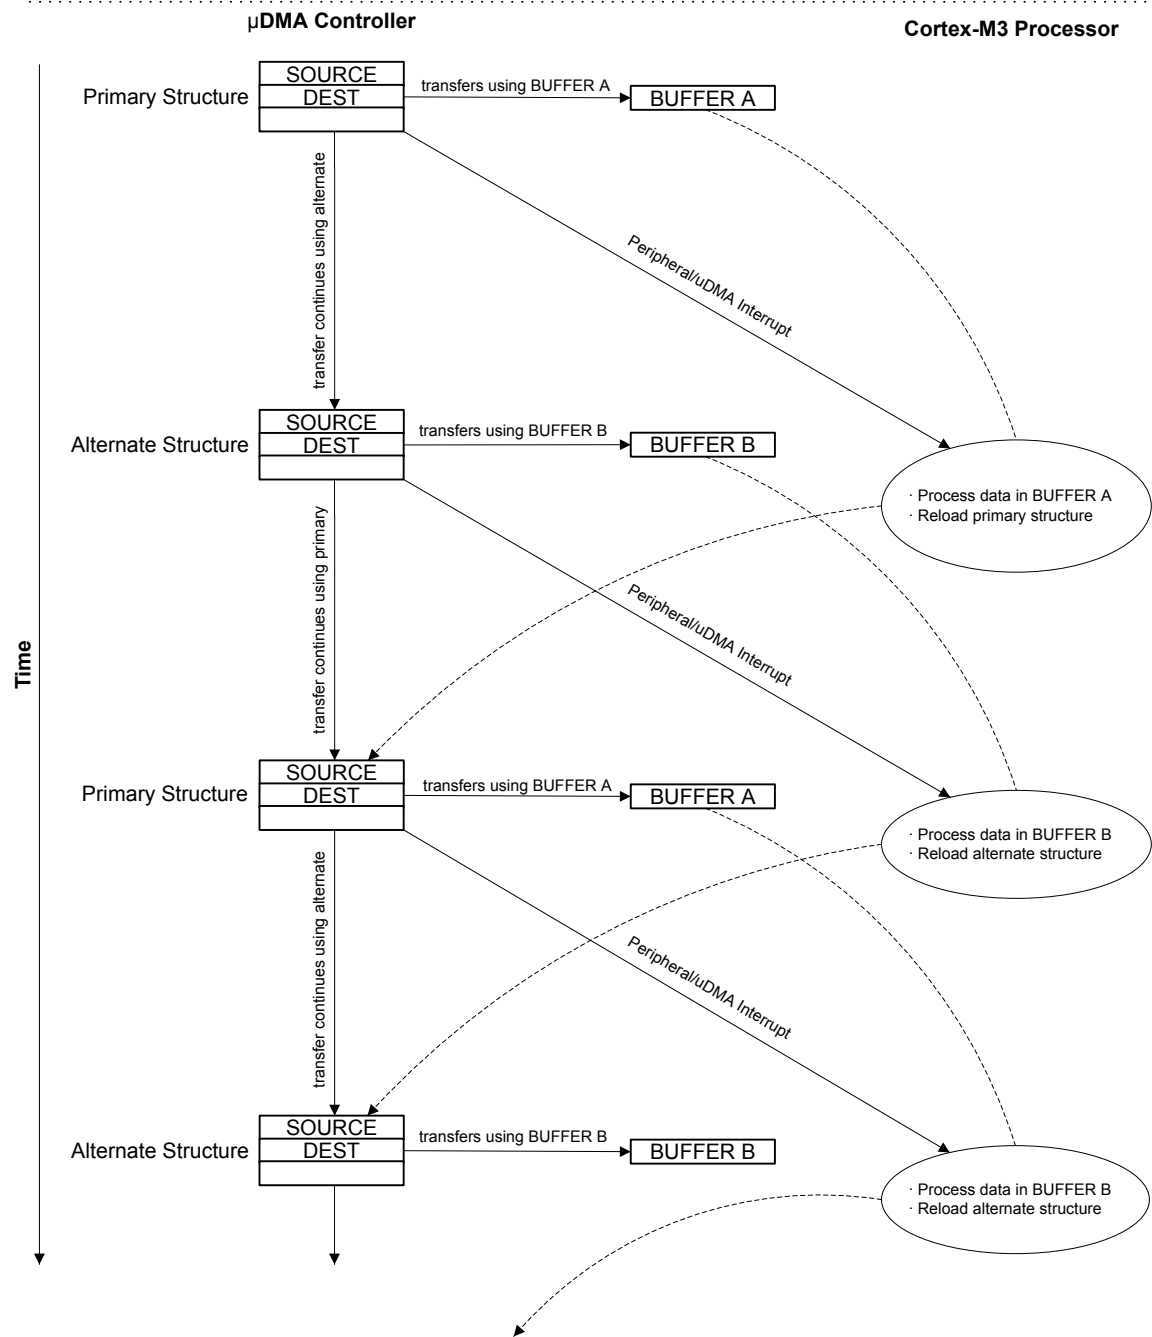 µDMA Controller
Cortex-M3 Processor
SOURCE
transfers using BUFFER A
Primary Structure
DEST
BUFFER A
transfer continues using alternate
Peripheral/uDMA Interrupt
SOURCE
transfers using BUFFER B
Alternate Structure
DEST
BUFFER B
· Process data in BUFFER A
· Reload primary structure
transfer continues using primary
Peripheral/uDMA Interrupt
Time
SOURCE
transfers using BUFFER A
Primary Structure
DEST
BUFFER A
· Process data in BUFFER B
· Reload alternate structure
transfer continues using alternate
Peripheral/uDMA Interrupt
SOURCE
transfers using BUFFER B
Alternate Structure
DEST
BUFFER B
· Process data in BUFFER B
· Reload alternate structure